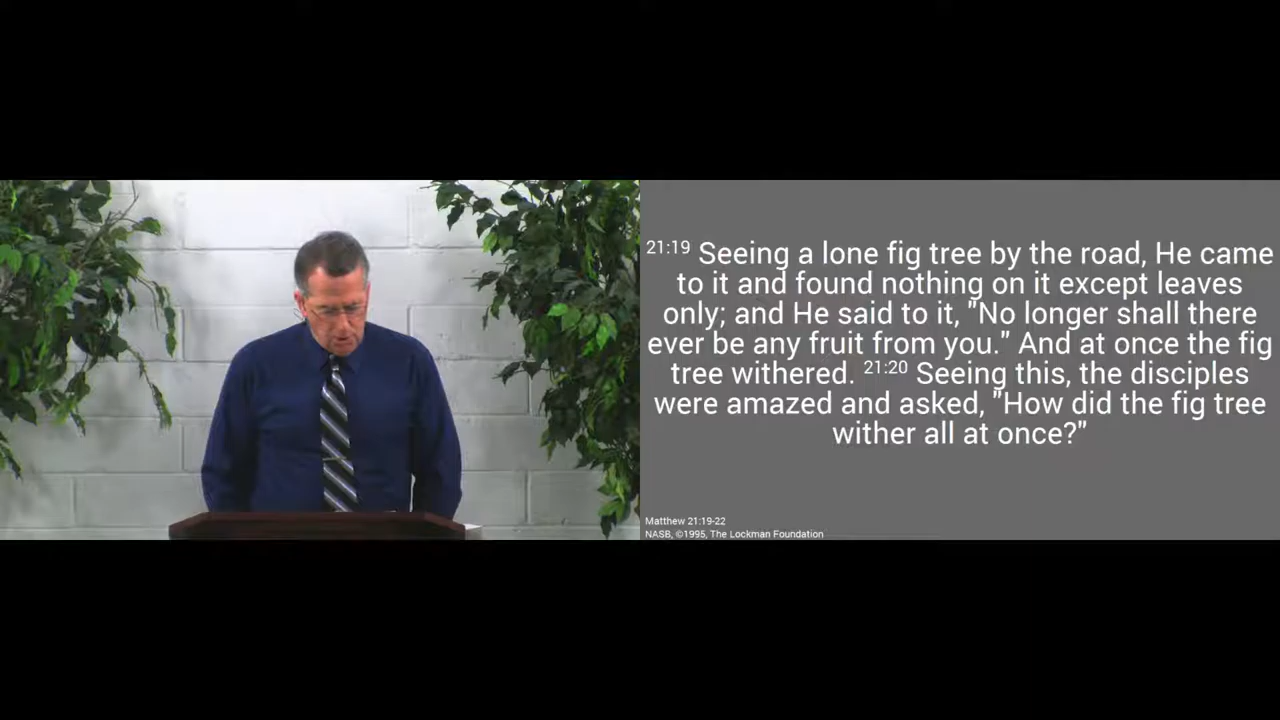 21:19 Seeing a lone fig tree by the road, He came
to it and found nothing on it except leaves
only; and He said to it, "No longer shall there
ever be any fruit from you." And at once the fig
tree withered. 21:20 Seeing this, the disciples
were amazed and asked, "How did the fig tree
wither all at once?"
Matthew 21:19-22
NASB, ©1995, The Lockman Foundation